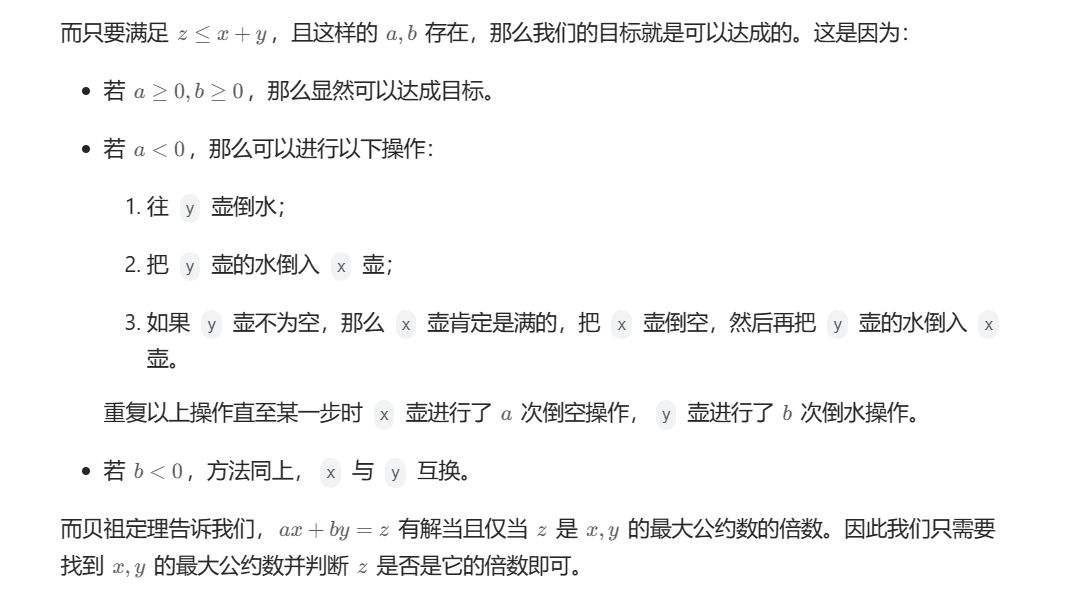 而只要满足 z ≤ x + y，且这样的 a, b 存在，那么我们的目标就是可以达成的。这是因为：
• 若 a ≥ 0, b ≥ 0，那么显然可以达成目标。
• 若 a < 0，那么可以进行以下操作：
1. 往 y 壶倒水；
2. 把 y 壶的水倒入 x 壶；
3. 如果 y 壶不为空，那么 x 壶肯定是满的，把 x 壶倒空，然后再把 y 壶的水倒入 x
壶。
重复以上操作直至某一步时 x 壶进行了 a 次倒空操作，y 壶进行了 b 次倒水操作。
• 若 b < 0，方法同上，x 与 y 互换。
而贝祖定理告诉我们，ax + by = z 有解当且仅当 z 是 x, y 的最大公约数的倍数。因此我们只需要
找到 x, y 的最大公约数并判断 z 是否是它的倍数即可。